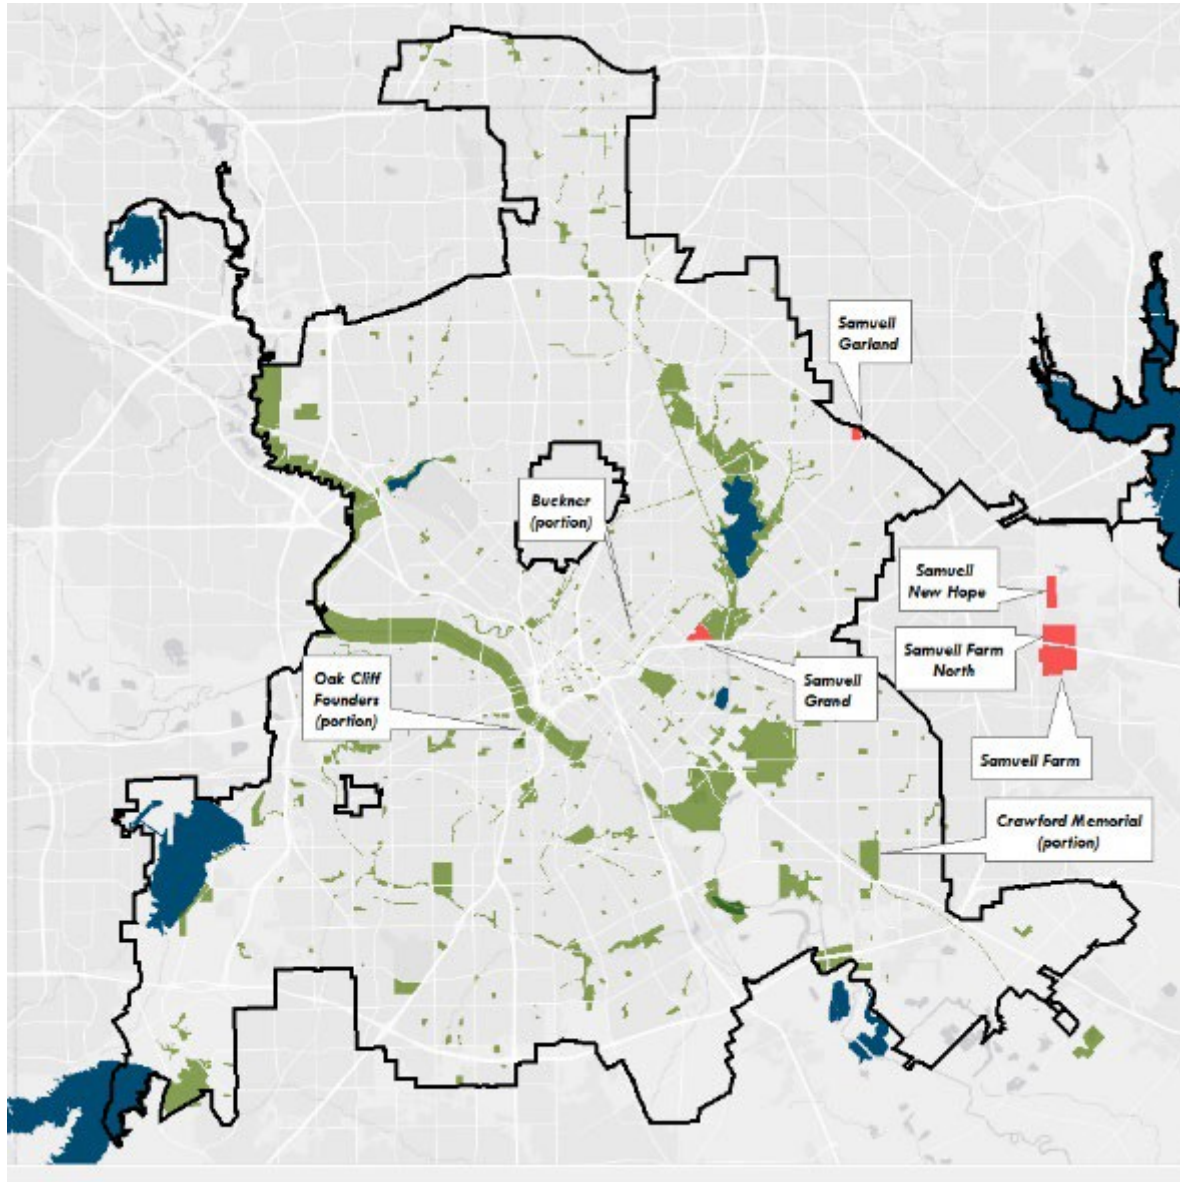 Samuell
Garland
Buckner
(portion)
Samuell
New Hope
Samuell Farm
North
Oak Cliff
Founders
(portion)
Samuell
Grand
Samuell Farm
Crawford Memorial
(portion)